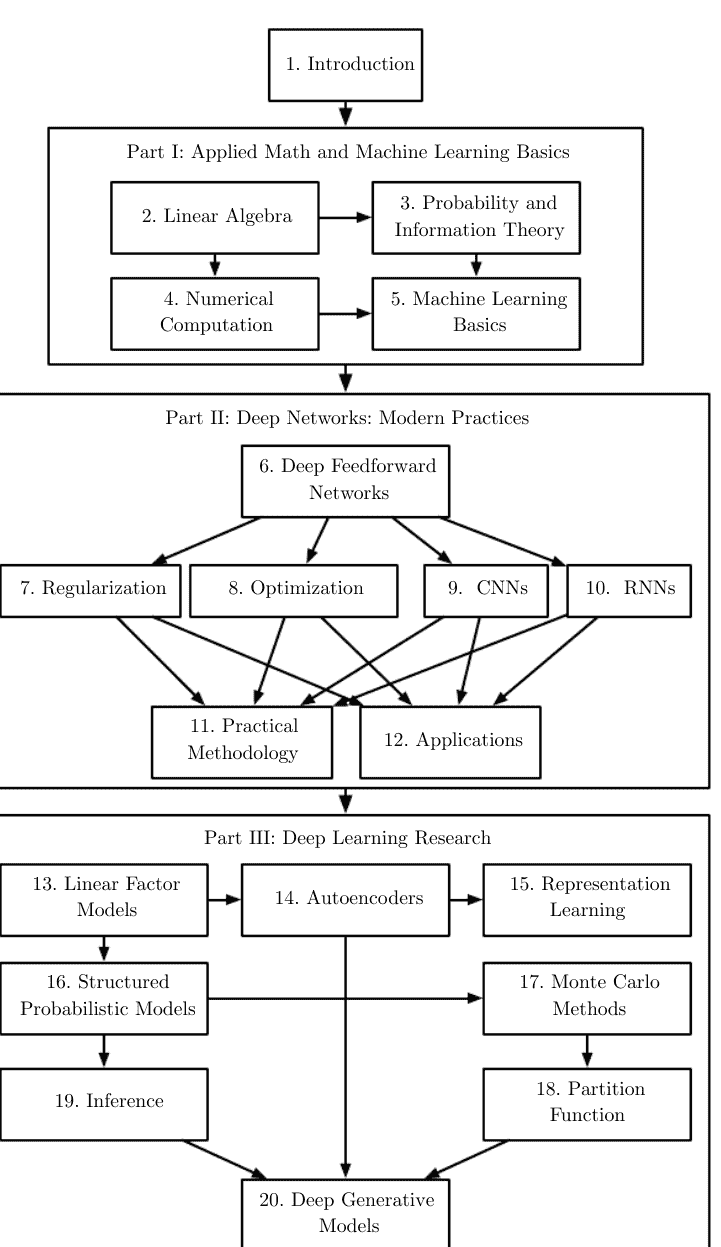 1. Introduction
Part I: Applied Math and Machine Learning Basics
2. Linear Algebra
3. Probability and
Information Theory
4. Numerical
Computation
5. Machine Learning
Basics
Part II: Deep Networks: Modern Practices
6. Deep Feedforward
Networks
7. Regularization
8. Optimization
9. CNNs
10. RNNs
11. Practical
Methodology
12. Applications
Part III: Deep Learning Research
13. Linear Factor
Models
14. Autoencoders
15. Representation
Learning
16. Structured
Probabilistic Models
17. Monte Carlo
Methods
19. Inference
18. Partition
Function
20. Deep Generative
Models